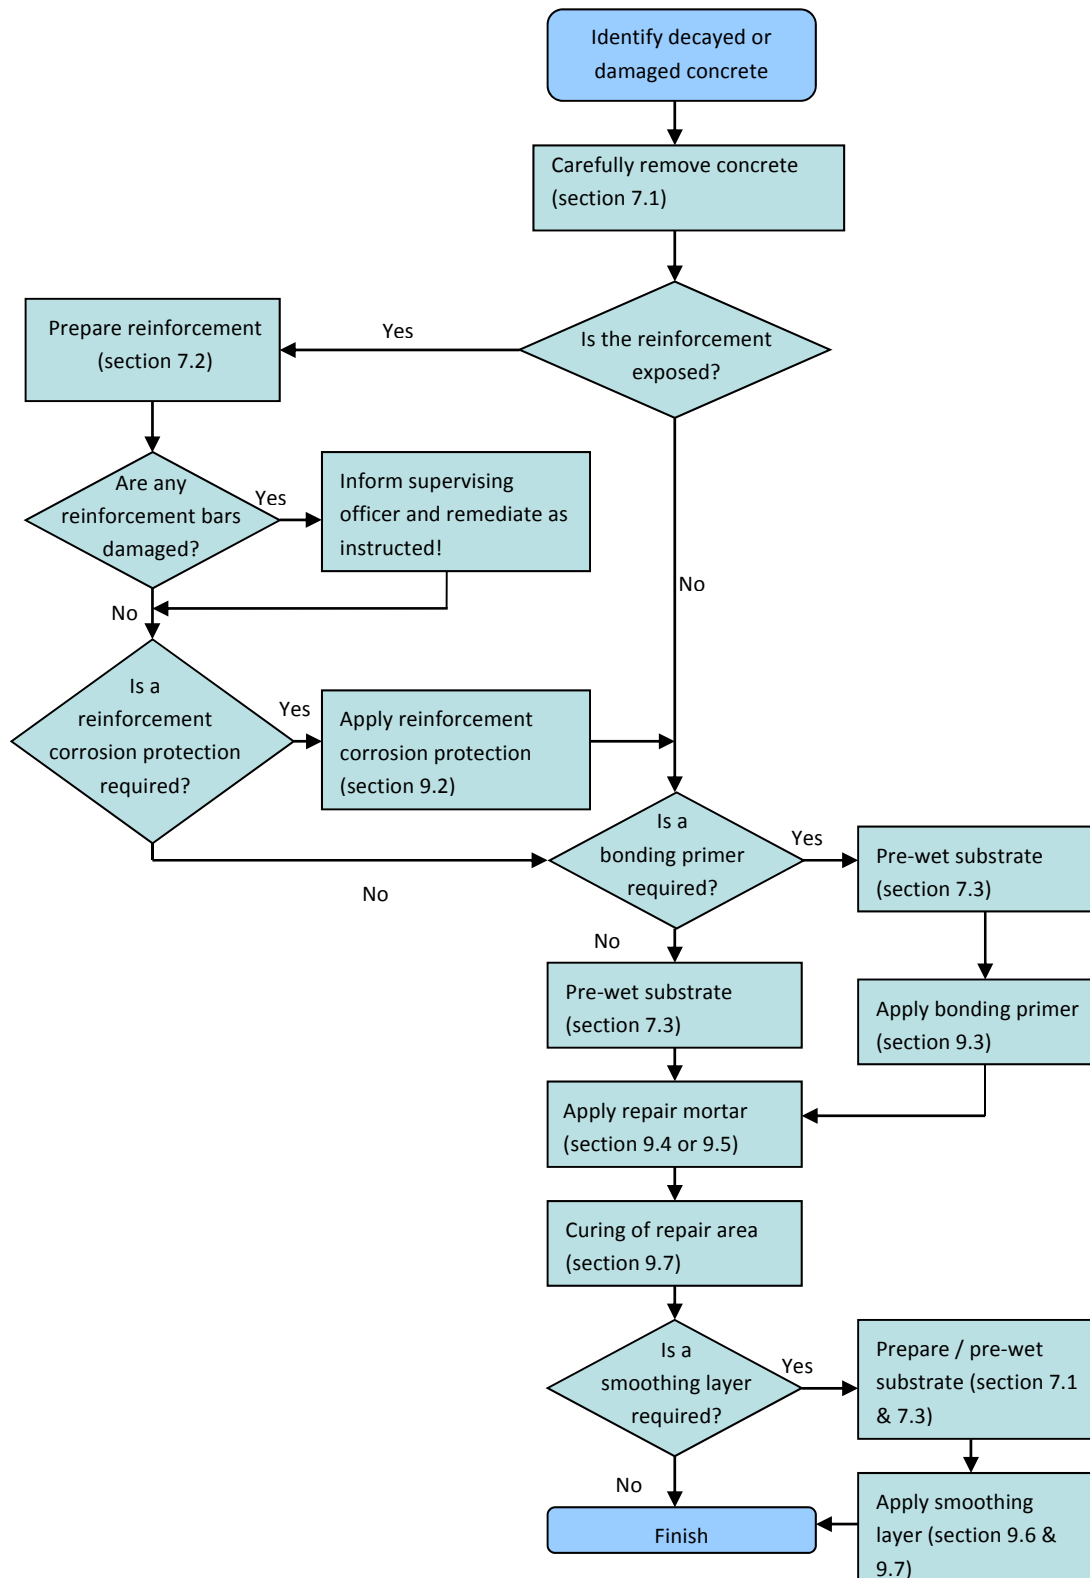 Identify decayed or
damaged concrete
Carefully remove concrete
(section 7.1)
Is the reinforcement
exposed?
Yes
Prepare reinforcement
(section 7.2)
Are any
reinforcement bars
damaged?
Yes
Inform supervising
officer and remediate as
instructed!
No
No
Is a
reinforcement
corrosion protection
required?
Yes
Apply reinforcement
corrosion protection
(section 9.2)
No
Is a
bonding primer
required?
Yes
Pre-wet substrate
(section 7.3)
No
Pre-wet substrate
(section 7.3)
Apply bonding primer
(section 9.3)
Apply repair mortar
(section 9.4 or 9.5)
Curing of repair area
(section 9.7)
Is a
smoothing layer
required?
Yes
Prepare / pre-wet
substrate (section 7.1
& 7.3)
No
Apply smoothing
layer (section 9.6 &
9.7)
Finish